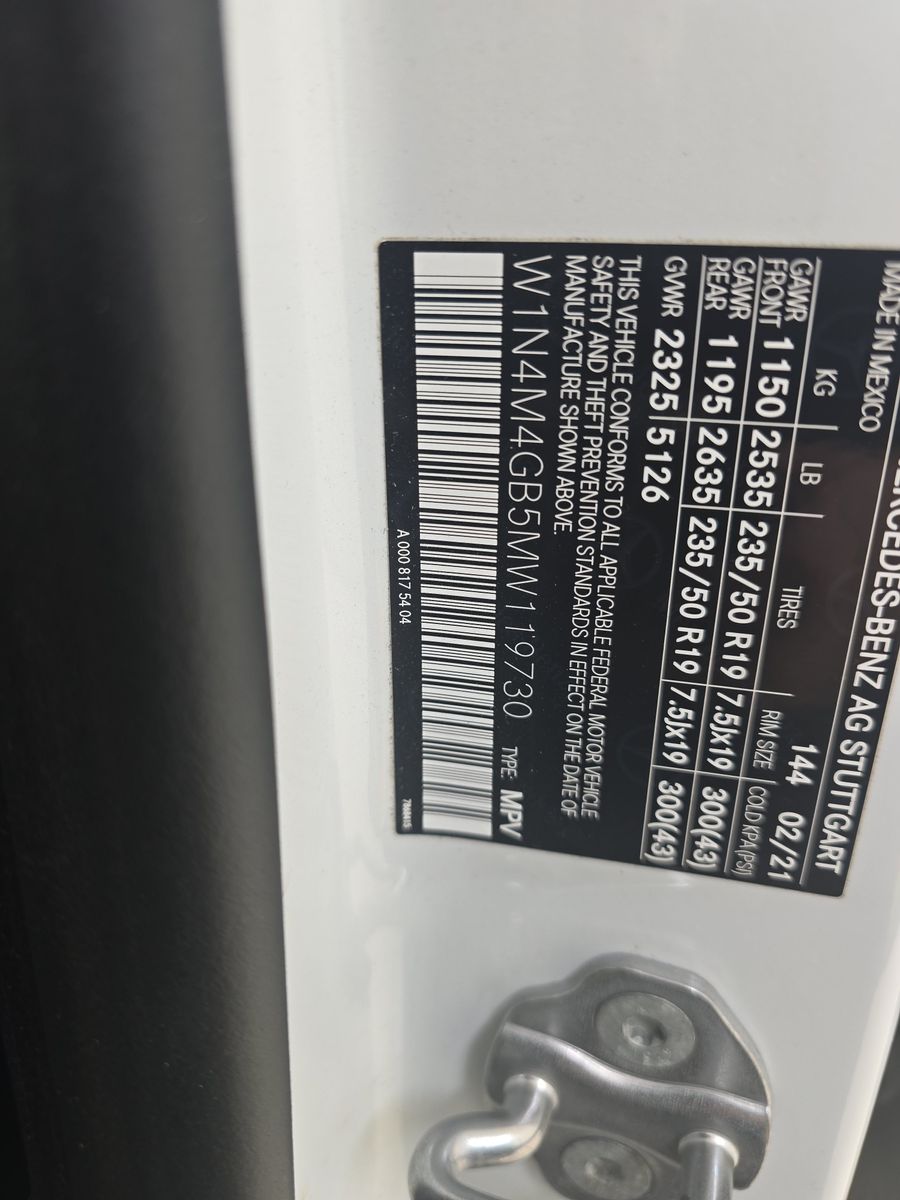 MERCEDES-BENZ AG STUTTGART
MADE IN MEXICO 144 02/21
KG LB TIRES RIM SIZE COLD KPA(PSI)
GAWR FRONT 1150 2535 235/50 R19 7.5Jx19 300(43)
GAWR REAR 1195 2635 235/50 R19 7.5Jx19 300(43)
GVWR 2325 5126
THIS VEHICLE CONFORMS TO ALL APPLICABLE FEDERAL MOTOR VEHICLE
SAFETY AND THEFT PREVENTION STANDARDS IN EFFECT ON THE DATE OF
MANUFACTURE SHOWN ABOVE.
W1N4M4GB5MW119730 TYPE: MPV
A 000 817 54 04